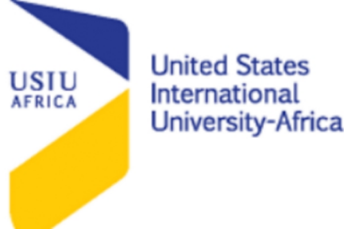 USIU
AFRICA
United States
International
University-Africa